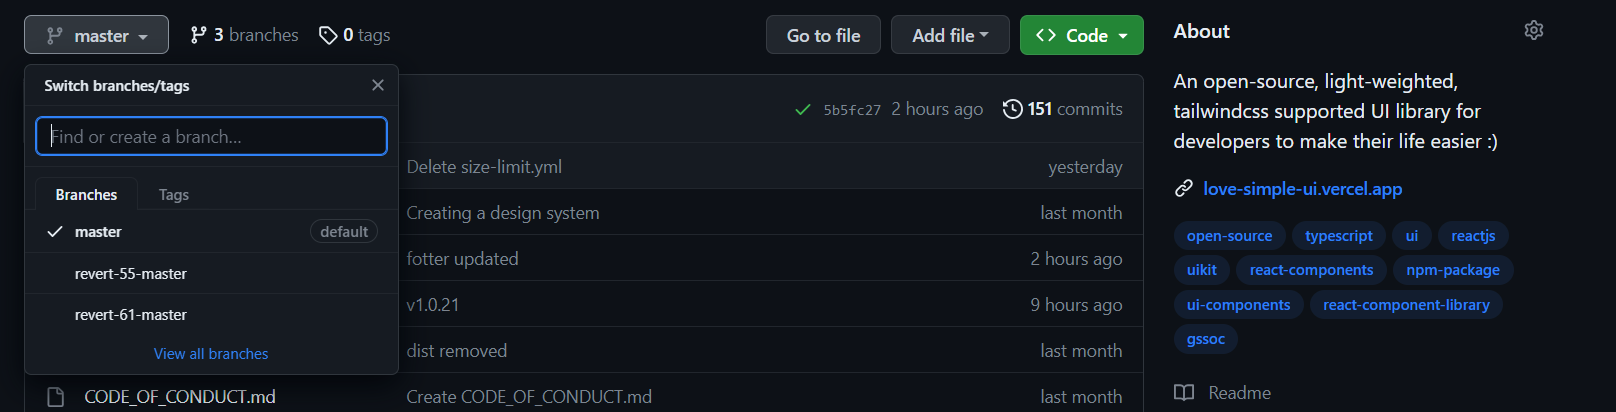 master
3 branches
0 tags
Go to file
Add file
Code
Switch branches/tags
Find or create a branch...
Branches
Tags
master
default
revert-55-master
revert-61-master
View all branches
5b5fc27 2 hours ago
151 commits
Delete size-limit.yml
yesterday
Creating a design system
last month
fotter updated
2 hours ago
v1.0.21
9 hours ago
dist removed
last month
CODE_OF_CONDUCT.md
Create CODE_OF_CONDUCT.md
last month
About
An open-source, light-weighted,
tailwindcss supported UI library for
developers to make their life easier :)
love-simple-ui.vercel.app
open-source typescript ui reactjs
uikit react-components npm-package
ui-components react-component-library
gssoc
Readme